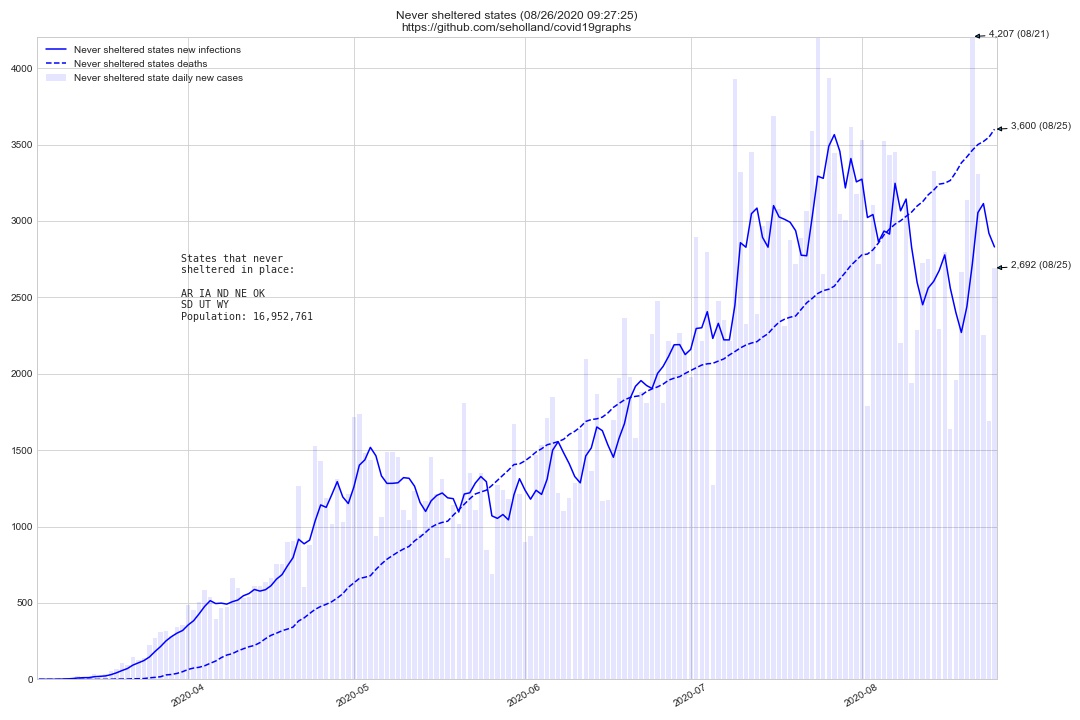 Never sheltered states (08/26/2020 09:27:25)
https://github.com/seholland/covid19graphs
Never sheltered states new infections
Never sheltered states deaths
Never sheltered state daily new cases
4,207 (08/21)
3,600 (08/25)
2,692 (08/25)
States that never
sheltered in place:
AR IA ND NE OK
SD UT WY
Population: 16,952,761
4000
3500
3000
2500
2000
1500
1000
500
0
2020-04
2020-05
2020-06
2020-07
2020-08